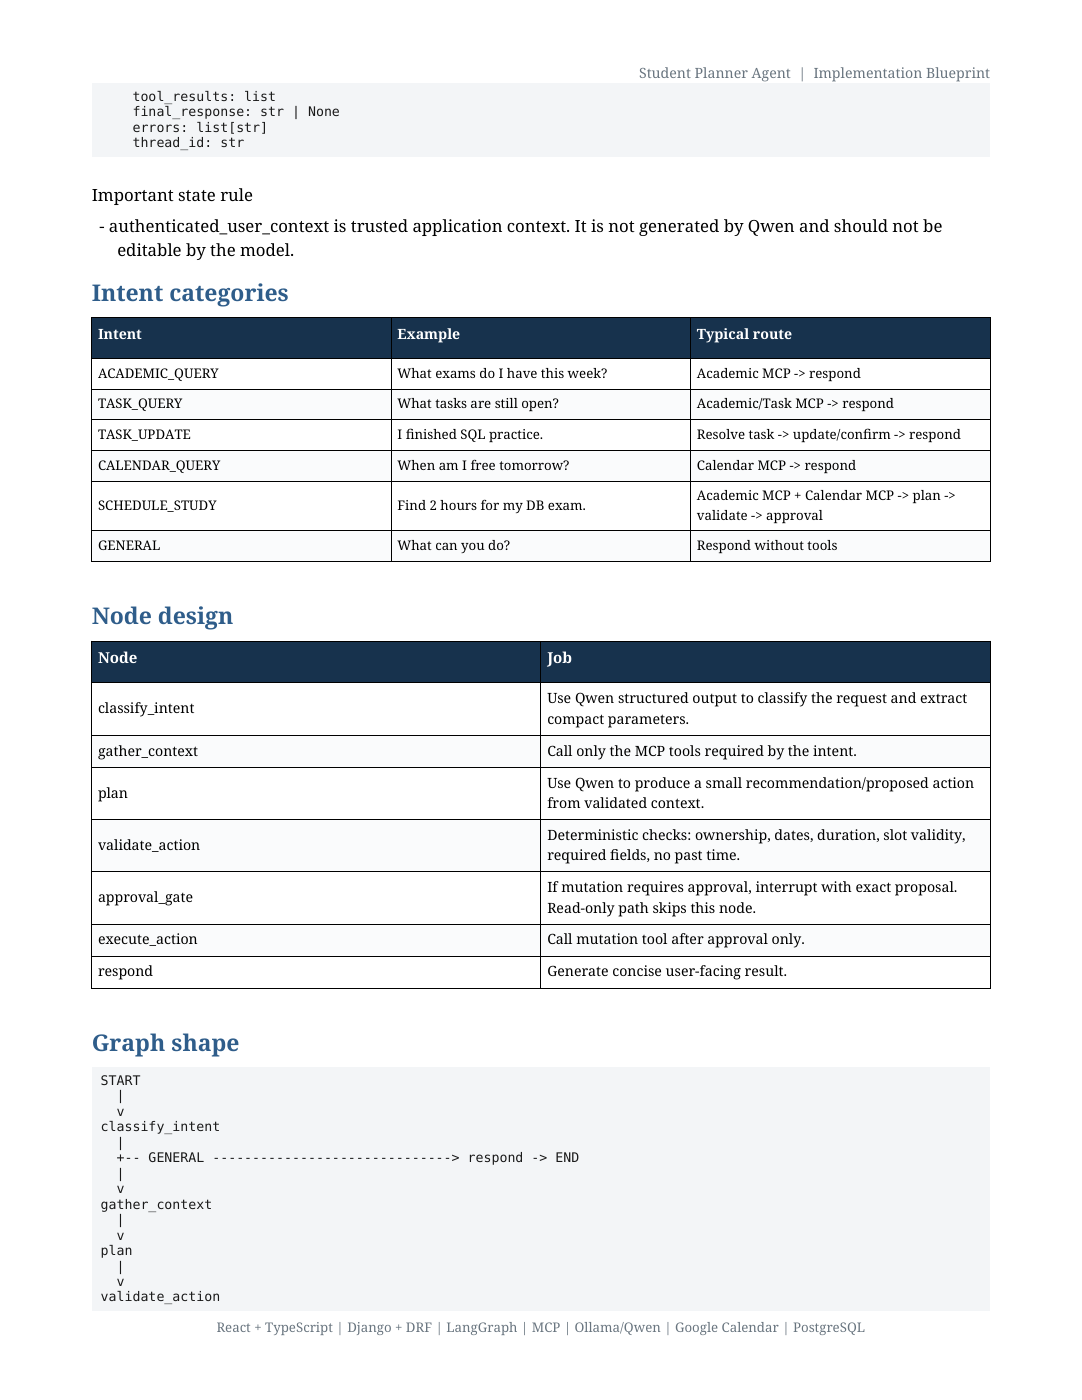 Student Planner Agent | Implementation Blueprint
tool_results: list
final_response: str | None
errors: list[str]
thread_id: str
Important state rule
- authenticated_user_context is trusted application context. It is not generated by Qwen and should not be
editable by the model.
Intent categories
Intent Example Typical route
ACADEMIC_QUERY What exams do I have this week? Academic MCP -> respond
TASK_QUERY What tasks are still open? Academic/Task MCP -> respond
TASK_UPDATE I finished SQL practice. Resolve task -> update/confirm -> respond
CALENDAR_QUERY When am I free tomorrow? Calendar MCP -> respond
SCHEDULE_STUDY Find 2 hours for my DB exam. Academic MCP + Calendar MCP -> plan ->
validate -> approval
GENERAL What can you do? Respond without tools
Node design
Node Job
classify_intent Use Qwen structured output to classify the request and extract
compact parameters.
gather_context Call only the MCP tools required by the intent.
plan Use Qwen to produce a small recommendation/proposed action
from validated context.
validate_action Deterministic checks: ownership, dates, duration, slot validity,
required fields, no past time.
approval_gate If mutation requires approval, interrupt with exact proposal.
Read-only path skips this node.
execute_action Call mutation tool after approval only.
respond Generate concise user-facing result.
Graph shape
START
|
v
classify_intent
|
+-- GENERAL ------------------------------> respond -> END
|
v
gather_context
|
v
plan
|
v
validate_action
React + TypeScript | Django + DRF | LangGraph | MCP | Ollama/Qwen | Google Calendar | PostgreSQL